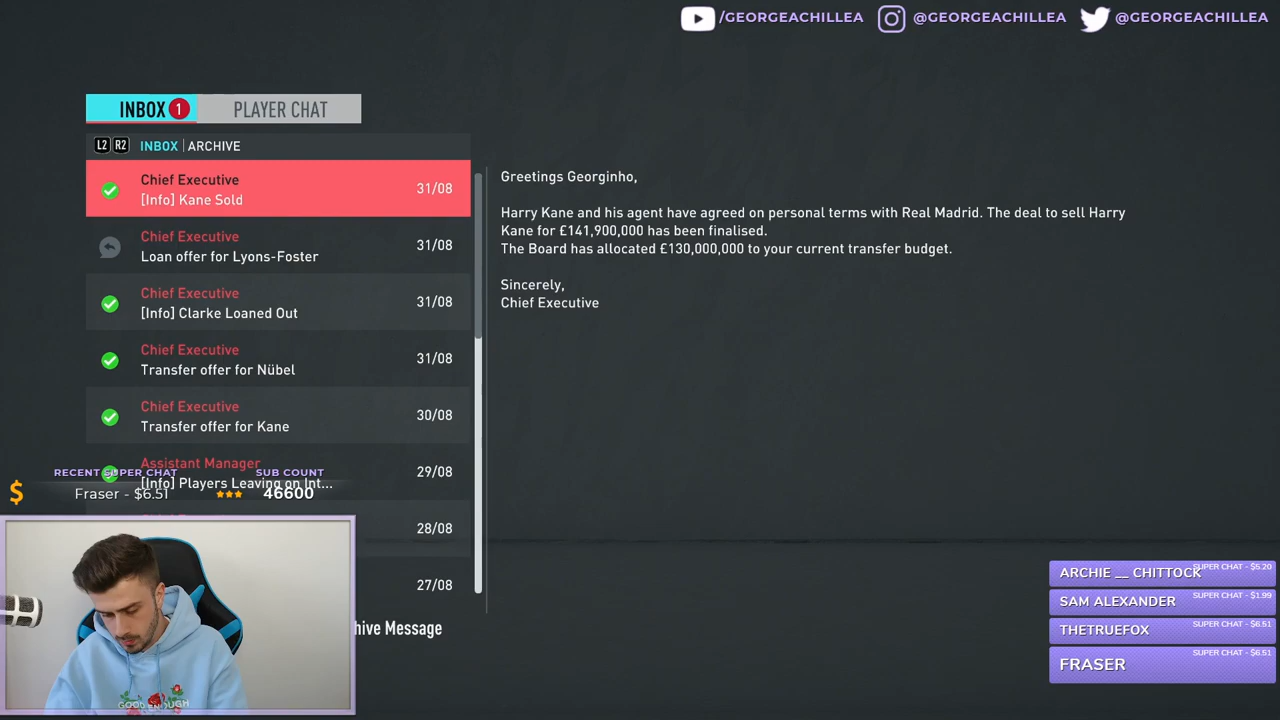 /GEORGEACHILLEA @GEORGEACHILLEA @GEORGEACHILLEA
INBOX 1 PLAYER CHAT
L2 R2 INBOX | ARCHIVE
Chief Executive
[Info] Kane Sold
31/08
Chief Executive
Loan offer for Lyons-Foster
31/08
Chief Executive
[Info] Clarke Loaned Out
31/08
Chief Executive
Transfer offer for Nübel
31/08
Chief Executive
Transfer offer for Kane
30/08
Assistant Manager
[Info] Players Leaving on Int...
29/08
28/08
27/08
hive Message
Greetings Georginho,
Harry Kane and his agent have agreed on personal terms with Real Madrid. The deal to sell Harry
Kane for £141,900,000 has been finalised.
The Board has allocated £130,000,000 to your current transfer budget.
Sincerely,
Chief Executive
RECENT SUPER CHAT SUB COUNT
$ Fraser - $6.51 46600
GOOD ENOUGH
ARCHIE __ CHITTOCK SUPER CHAT - $5.20
SAM ALEXANDER SUPER CHAT - $1.99
THETRUEFOX SUPER CHAT - $6.51
FRASER SUPER CHAT - $6.51